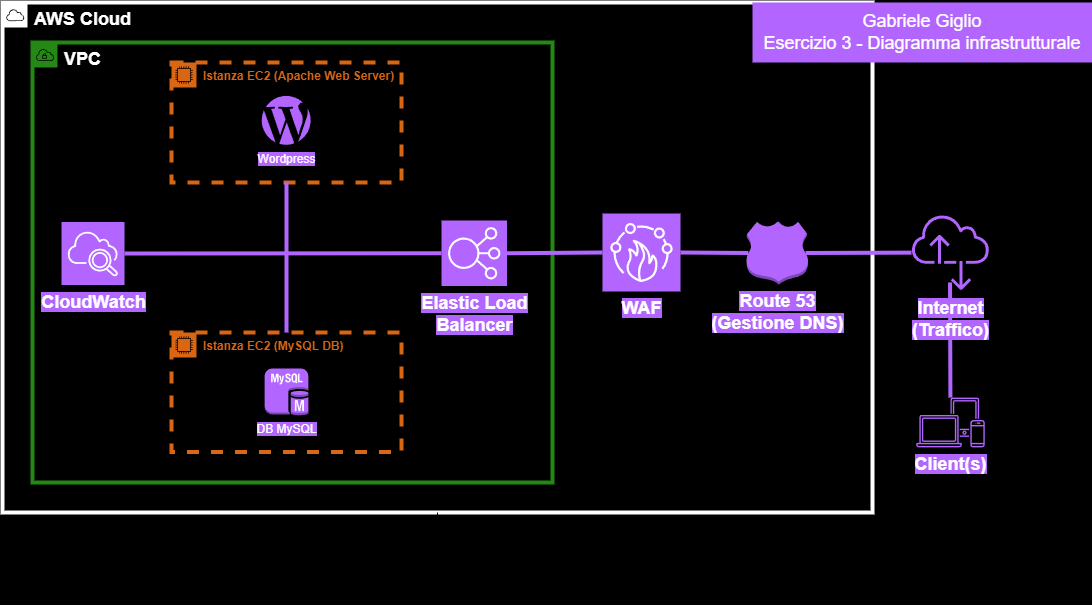 AWS Cloud
Gabriele Giglio
Esercizio 3 - Diagramma infrastrutturale
VPC
Istanza EC2 (Apache Web Server)
Wordpress
CloudWatch
Elastic Load
Balancer
WAF
Route 53
(Gestione DNS)
Internet
(Traffico)
Istanza EC2 (MySQL DB)
MySQL
M
DB MySQL
Client(s)